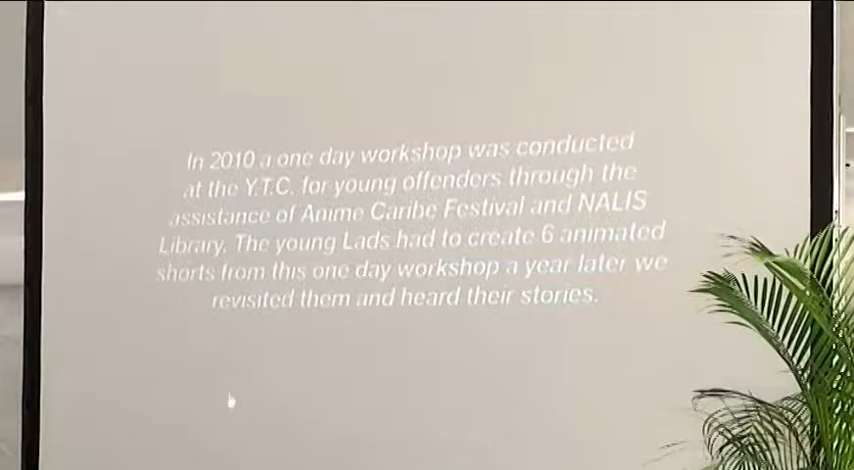 In 2010 a one day workshop was conducted
at the Y.T.C. for young offenders through the
assistance of Anime Caribe Festival and NALIS
Library. The young Lads had to create 6 animated
shorts from this one day workshop a year later we
revisited them and heard their stories.